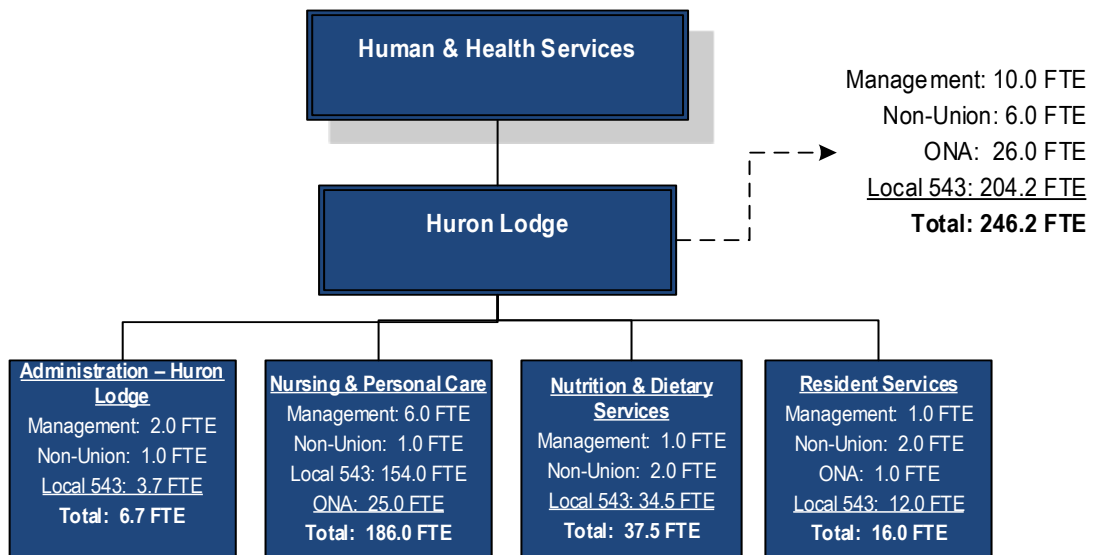 Human & Health Services
Management: 10.0 FTE
Non-Union: 6.0 FTE
ONA: 26.0 FTE
Local 543: 204.2 FTE
Total: 246.2 FTE
Huron Lodge
Administration – Huron
Lodge
Management: 2.0 FTE
Non-Union: 1.0 FTE
Local 543: 3.7 FTE
Total: 6.7 FTE
Nursing & Personal Care
Management: 6.0 FTE
Non-Union: 1.0 FTE
Local 543: 154.0 FTE
ONA: 25.0 FTE
Total: 186.0 FTE
Nutrition & Dietary
Services
Management: 1.0 FTE
Non-Union: 2.0 FTE
Local 543: 34.5 FTE
Total: 37.5 FTE
Resident Services
Management: 1.0 FTE
Non-Union: 2.0 FTE
ONA: 1.0 FTE
Local 543: 12.0 FTE
Total: 16.0 FTE